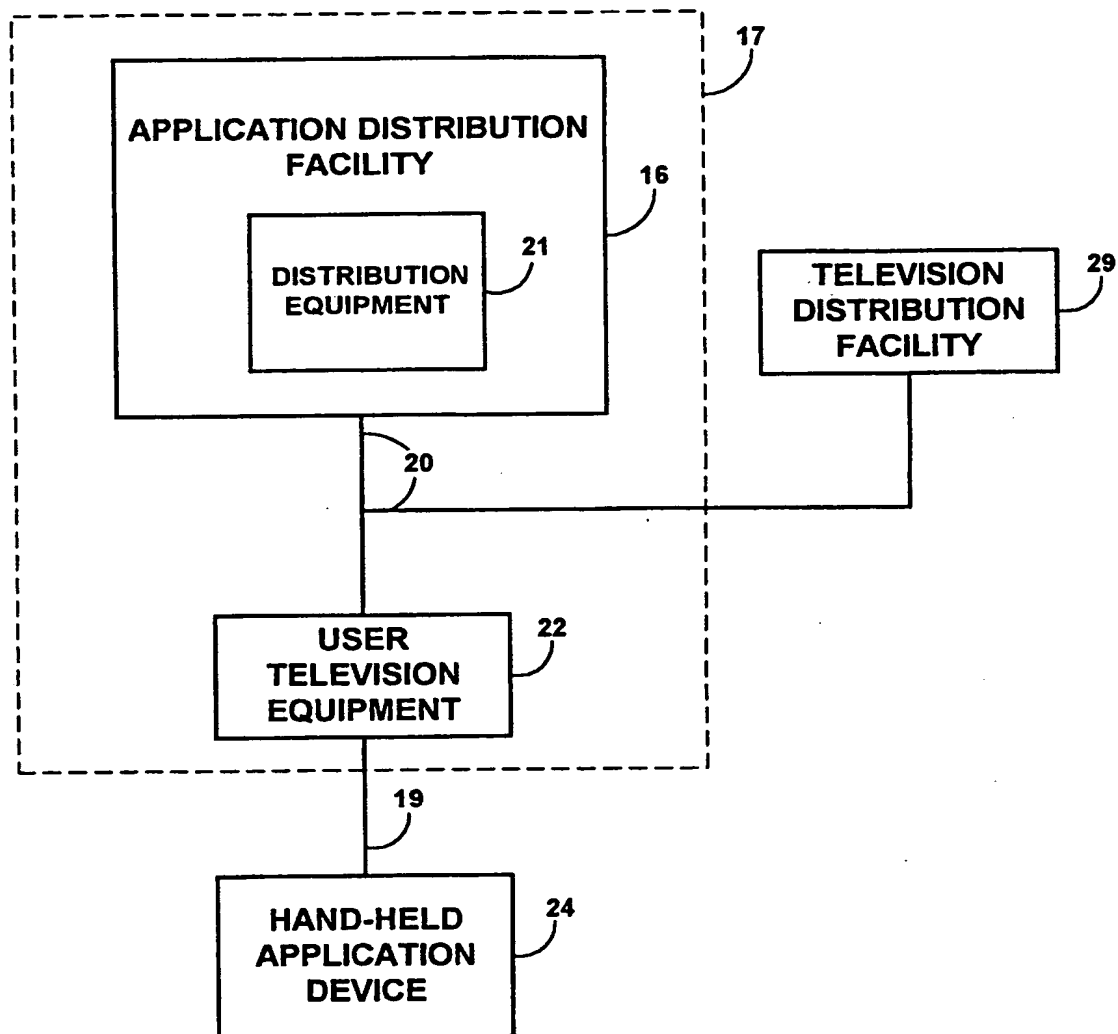 17
APPLICATION DISTRIBUTION
FACILITY
16
21
DISTRIBUTION
EQUIPMENT
TELEVISION
DISTRIBUTION
FACILITY
29
20
USER
TELEVISION
EQUIPMENT
22
19
HAND-HELD
APPLICATION
DEVICE
24